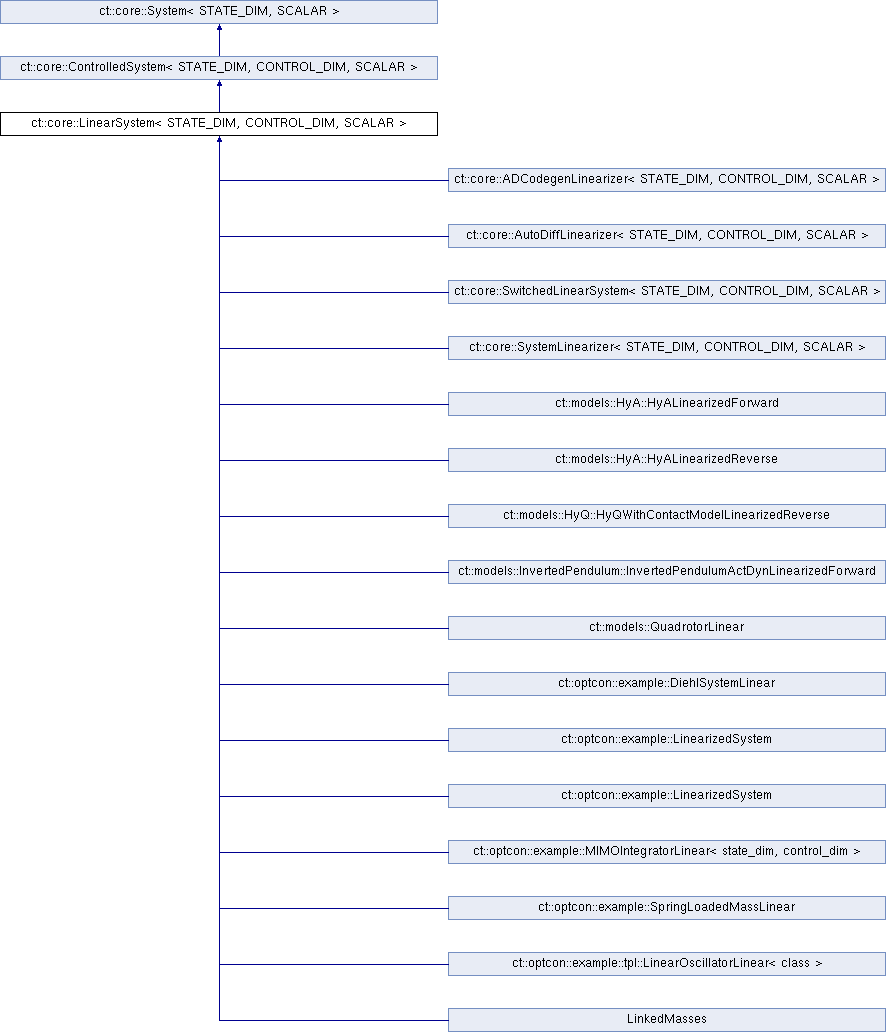 ct::core::System< STATE_DIM, SCALAR >
ct::core::ControlledSystem< STATE_DIM, CONTROL_DIM, SCALAR >
ct::core::LinearSystem< STATE_DIM, CONTROL_DIM, SCALAR >
ct::core::ADCodegenLinearizer< STATE_DIM, CONTROL_DIM, SCALAR >
ct::core::AutoDiffLinearizer< STATE_DIM, CONTROL_DIM, SCALAR >
ct::core::SwitchedLinearSystem< STATE_DIM, CONTROL_DIM, SCALAR >
ct::core::SystemLinearizer< STATE_DIM, CONTROL_DIM, SCALAR >
ct::models::HyA::HyALinearizedForward
ct::models::HyA::HyALinearizedReverse
ct::models::HyQ::HyQWithContactModelLinearizedReverse
ct::models::InvertedPendulum::InvertedPendulumActDynLinearizedForward
ct::models::QuadrotorLinear
ct::optcon::example::DiehlSystemLinear
ct::optcon::example::LinearizedSystem
ct::optcon::example::LinearizedSystem
ct::optcon::example::MIMOIntegratorLinear< state_dim, control_dim >
ct::optcon::example::SpringLoadedMassLinear
ct::optcon::example::tpl::LinearOscillatorLinear< class >
LinkedMasses